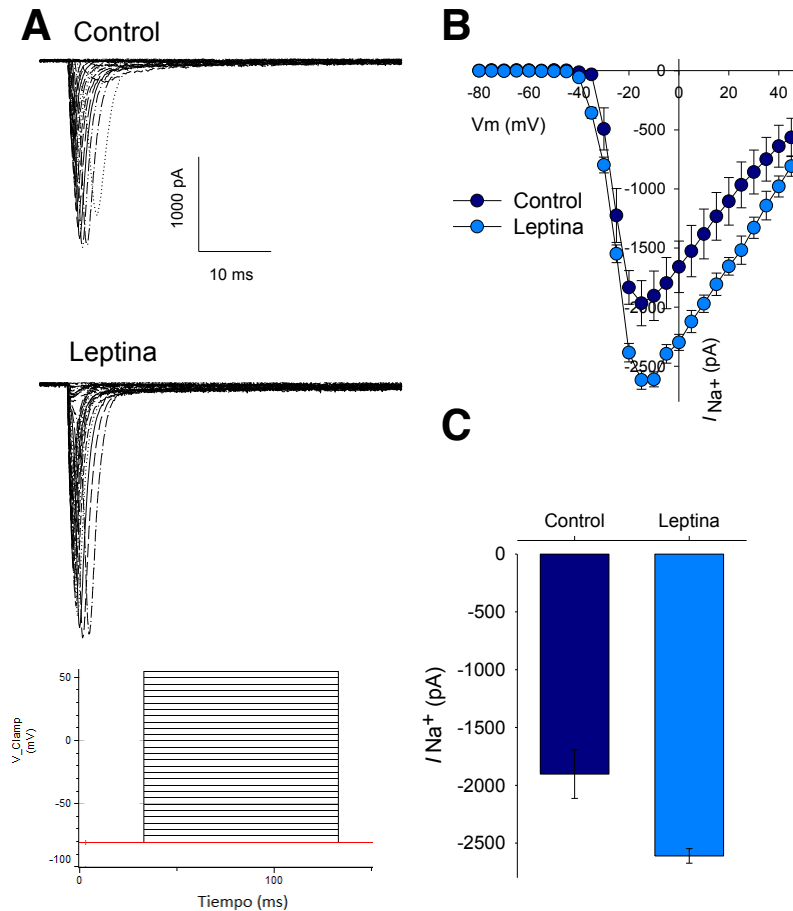 A
Control
1000 pA
10 ms
Leptina
50
0
-50
-100
V_Clamp
(mV)
0
100
Tiempo (ms)
B
0
-80
-60
-40
-20
0
20
40
Vm (mV)
-500
-1000
-1500
-2000
-2500
Control
Leptina
I Na+ (pA)
C
Control
Leptina
0
-500
-1000
-1500
-2000
-2500
I Na+ (pA)